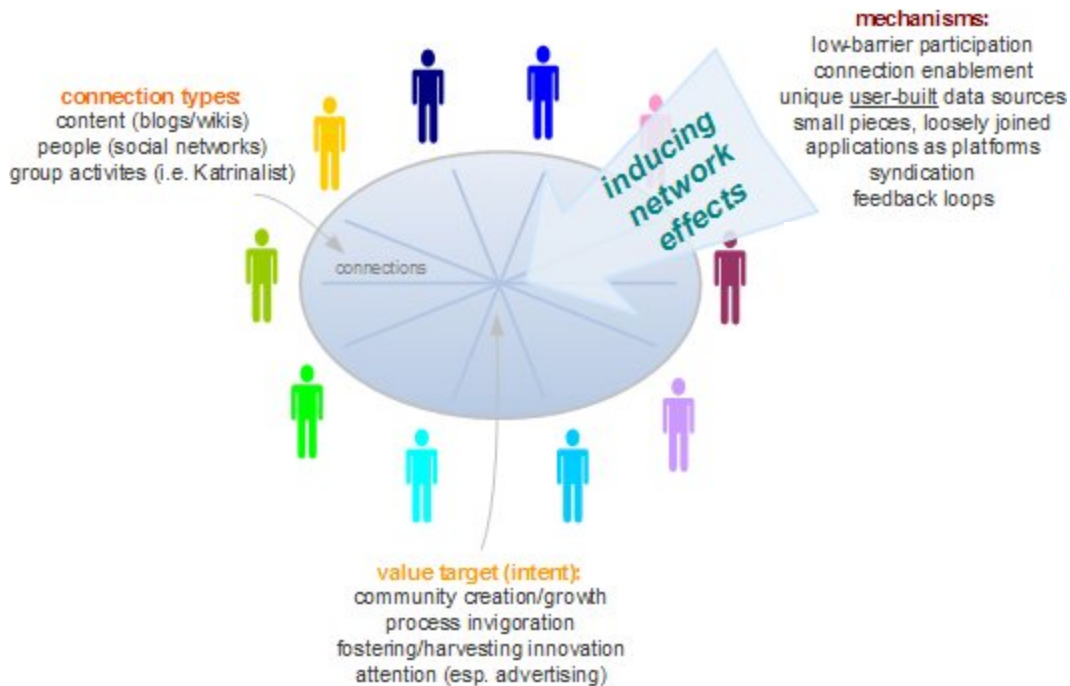 mechanisms:
low-barrier participation
connection enablement
unique user-built data sources
small pieces, loosely joined
applications as platforms
syndication
feedback loops
connection types:
content (blogs/wikis)
people (social networks)
group activites (i.e. Katrinalist)
inducing
network
effects
connections
value target (intent):
community creation/growth
process invigoration
fostering/harvesting innovation
attention (esp. advertising)